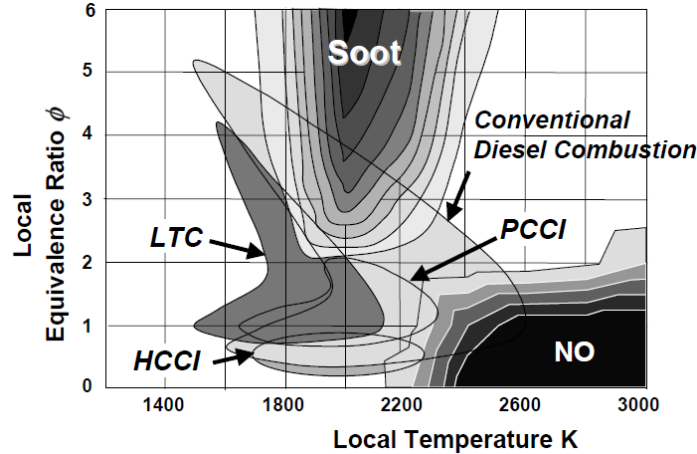 6
Soot
5
Conventional
Diesel Combustion
4
Local
Equivalence Ratio ϕ
3
LTC
PCCI
2
1
HCCI
NO
0
1400 1800 2200 2600 3000
Local Temperature K